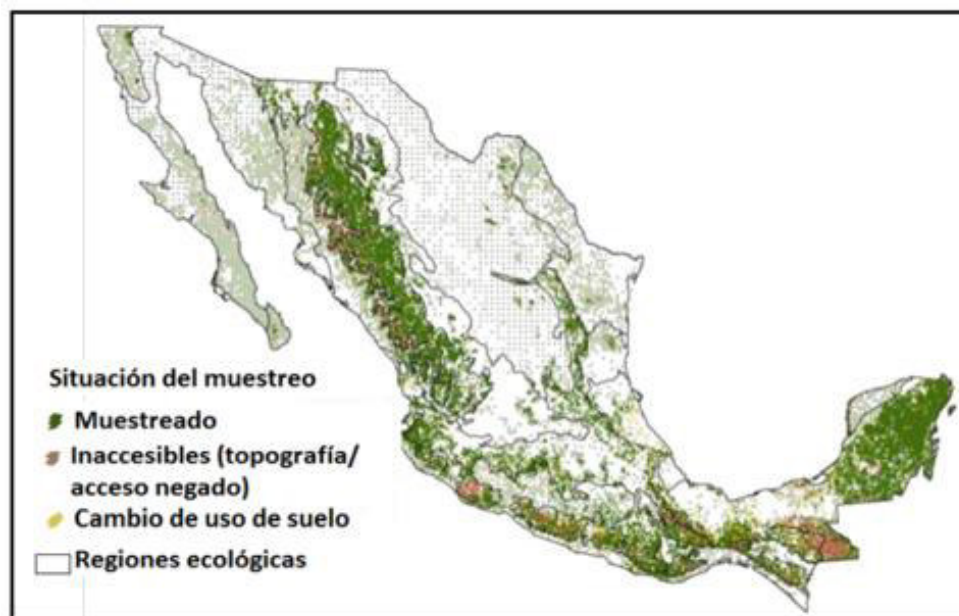 Situación del muestreo
Muestreado
Inaccesibles (topografía/
acceso negado)
Cambio de uso de suelo
Regiones ecológicas